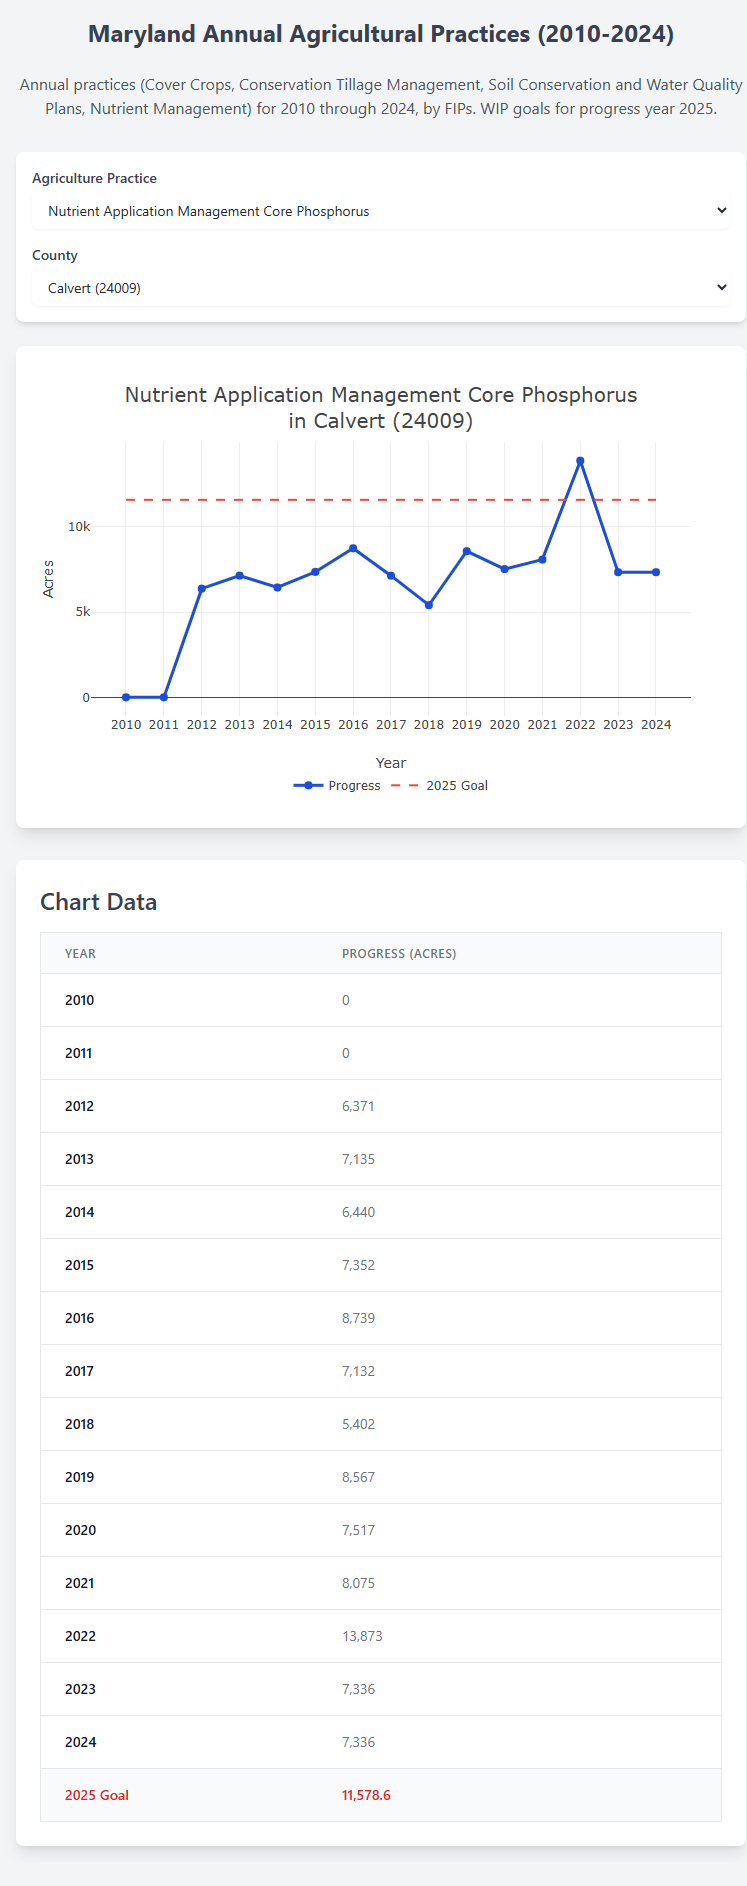 Maryland Annual Agricultural Practices (2010-2024)
Annual practices (Cover Crops, Conservation Tillage Management, Soil Conservation and Water Quality
Plans, Nutrient Management) for 2010 through 2024, by FIPs. WIP goals for progress year 2025.
Agriculture Practice
Nutrient Application Management Core Phosphorus
County
Calvert (24009)
Nutrient Application Management Core Phosphorus
in Calvert (24009)
Acres
10k
5k
0
2010 2011 2012 2013 2014 2015 2016 2017 2018 2019 2020 2021 2022 2023 2024
Year
Progress 2025 Goal
Chart Data
YEAR PROGRESS (ACRES)
2010 0
2011 0
2012 6,371
2013 7,135
2014 6,440
2015 7,352
2016 8,739
2017 7,132
2018 5,402
2019 8,567
2020 7,517
2021 8,075
2022 13,873
2023 7,336
2024 7,336
2025 Goal 11,578.6